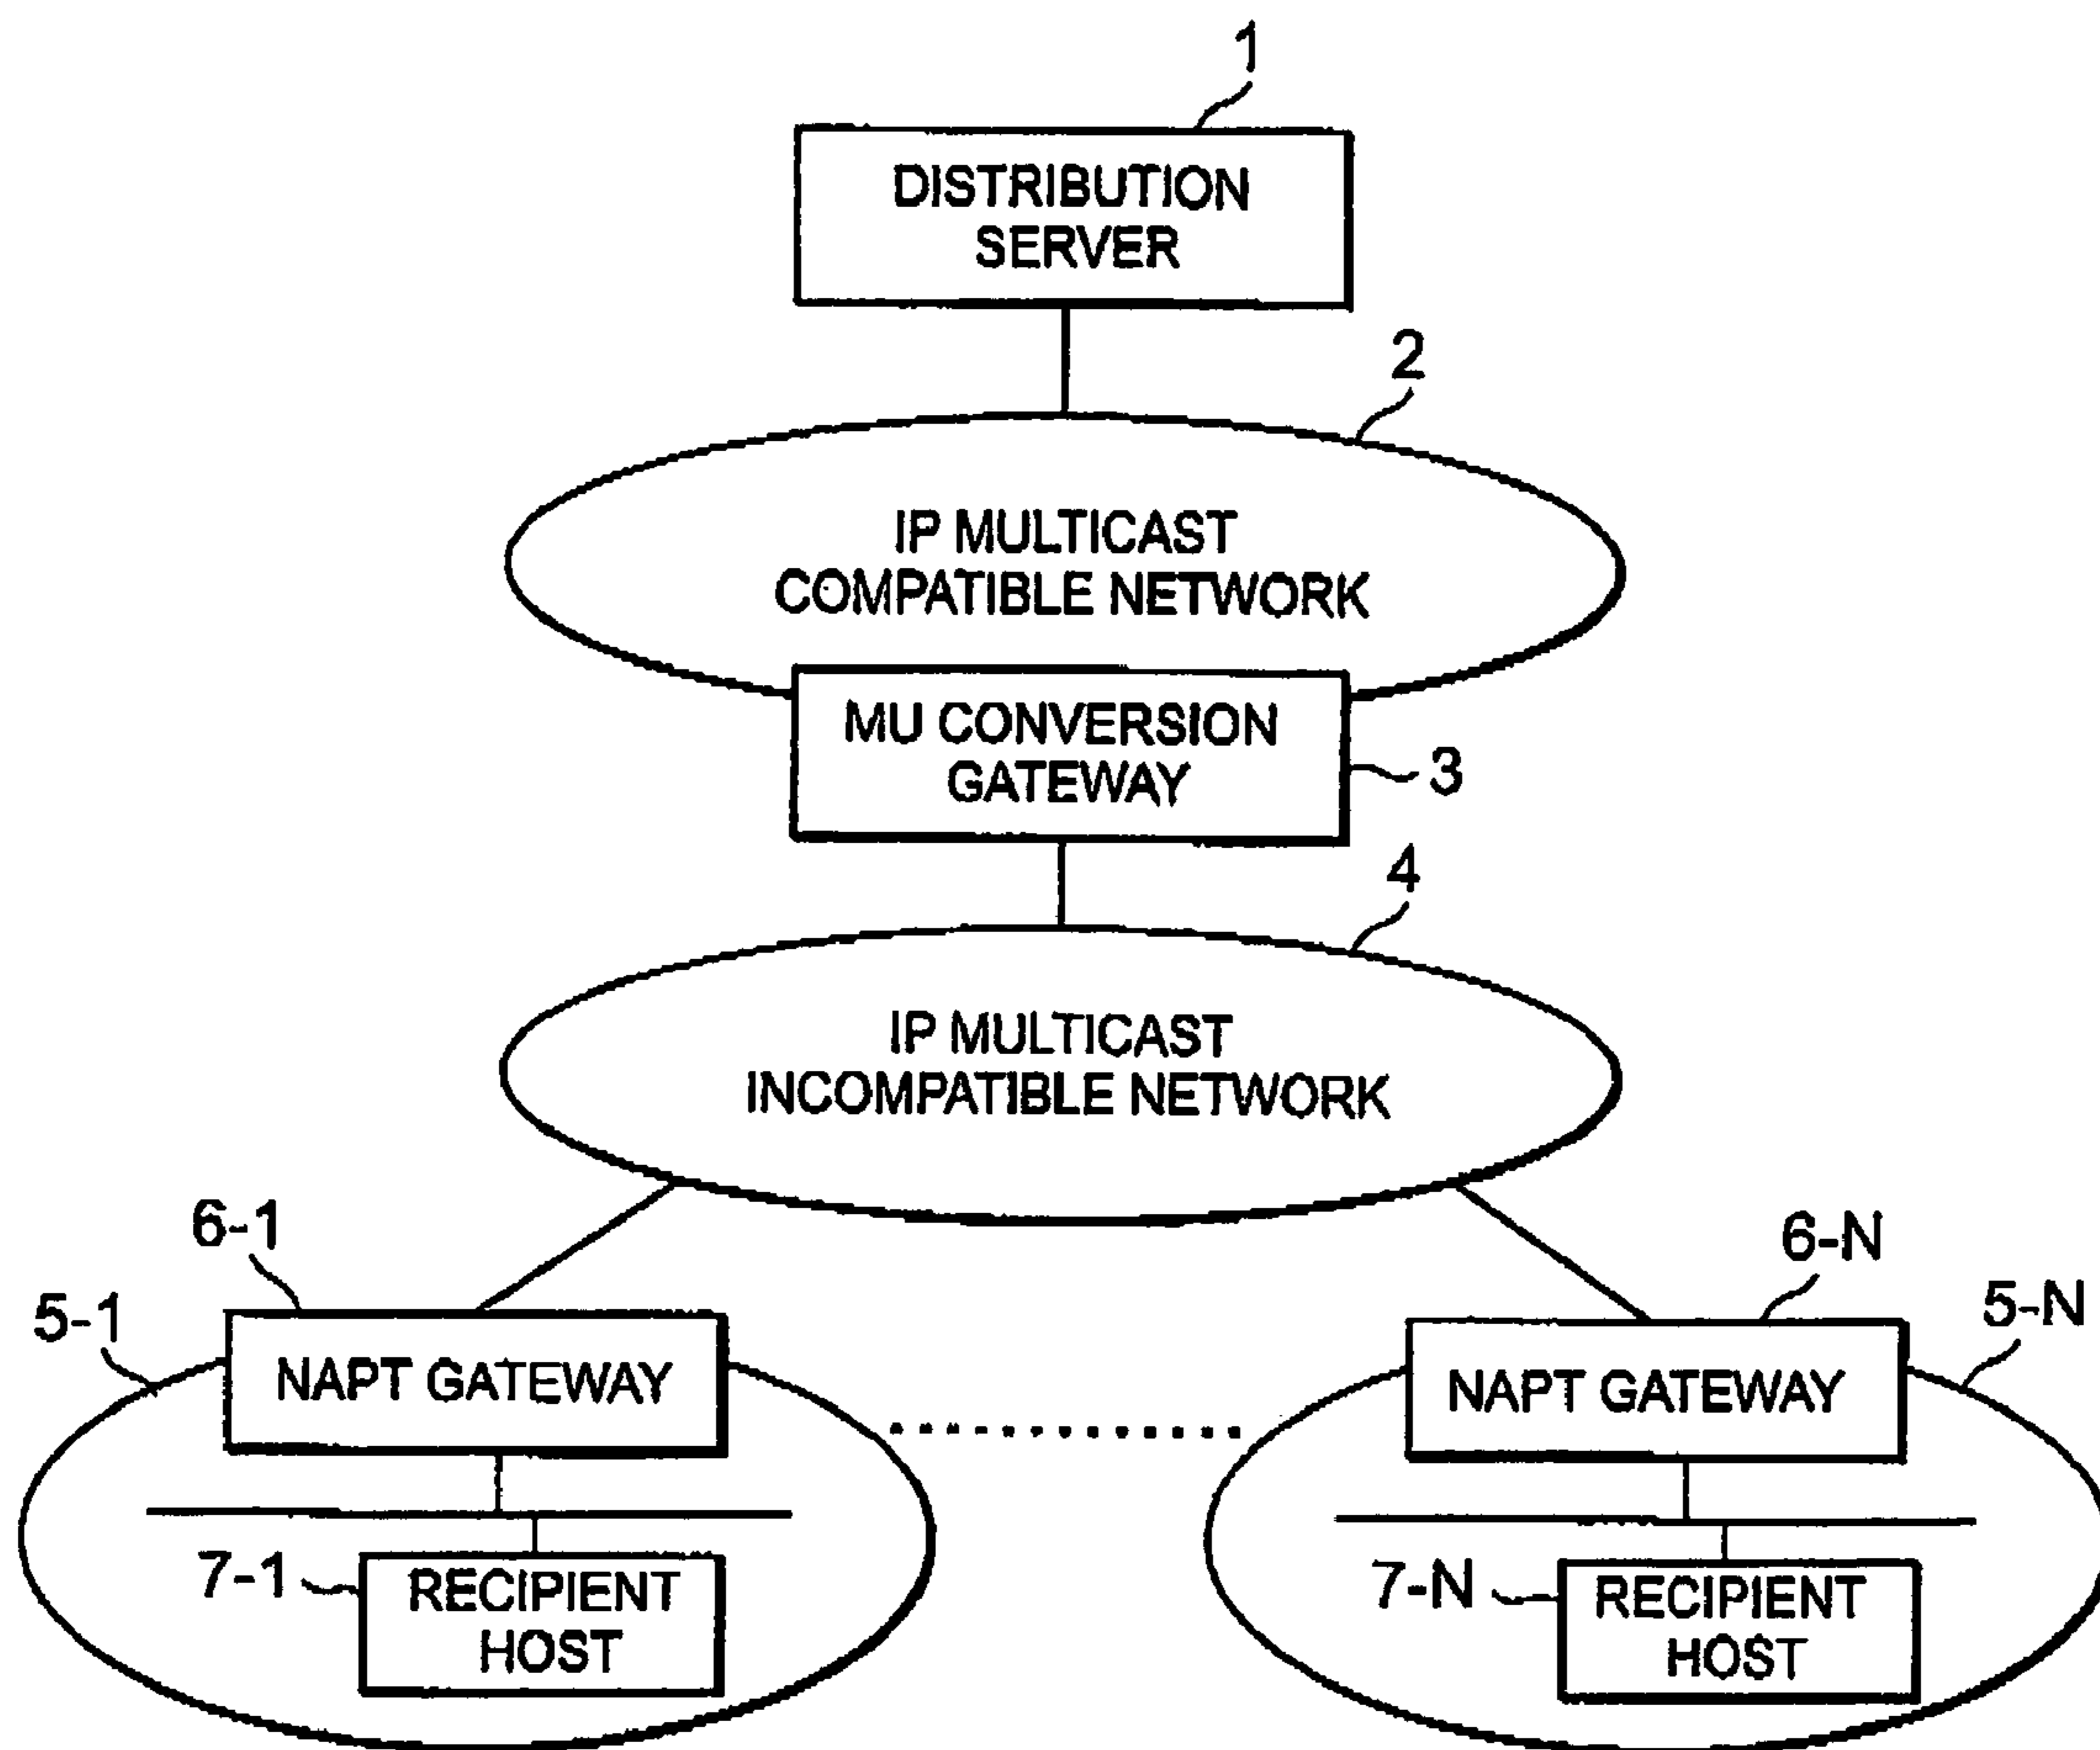 1
DISTRIBUTION
SERVER
2
IP MULTICAST
COMPATIBLE NETWORK
MU CONVERSION
GATEWAY
3
4
IP MULTICAST
INCOMPATIBLE NETWORK
6-1
6-N
5-1
5-N
NAPT GATEWAY
NAPT GATEWAY
7-1
RECIPIENT
HOST
7-N
RECIPIENT
HOST